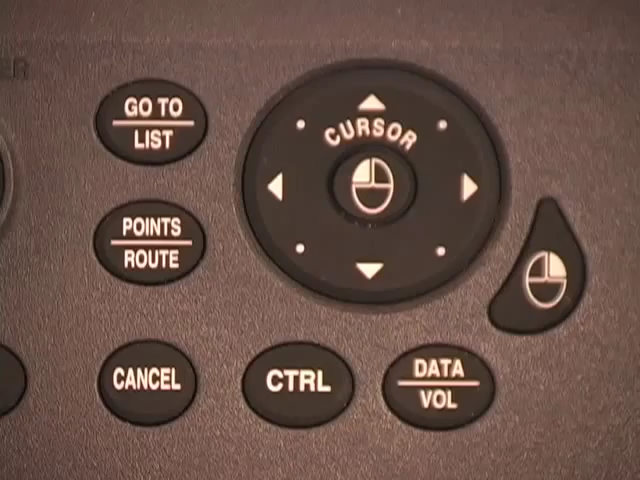 GO TO
LIST
CURSOR
POINTS
ROUTE
CANCEL
CTRL
DATA
VOL